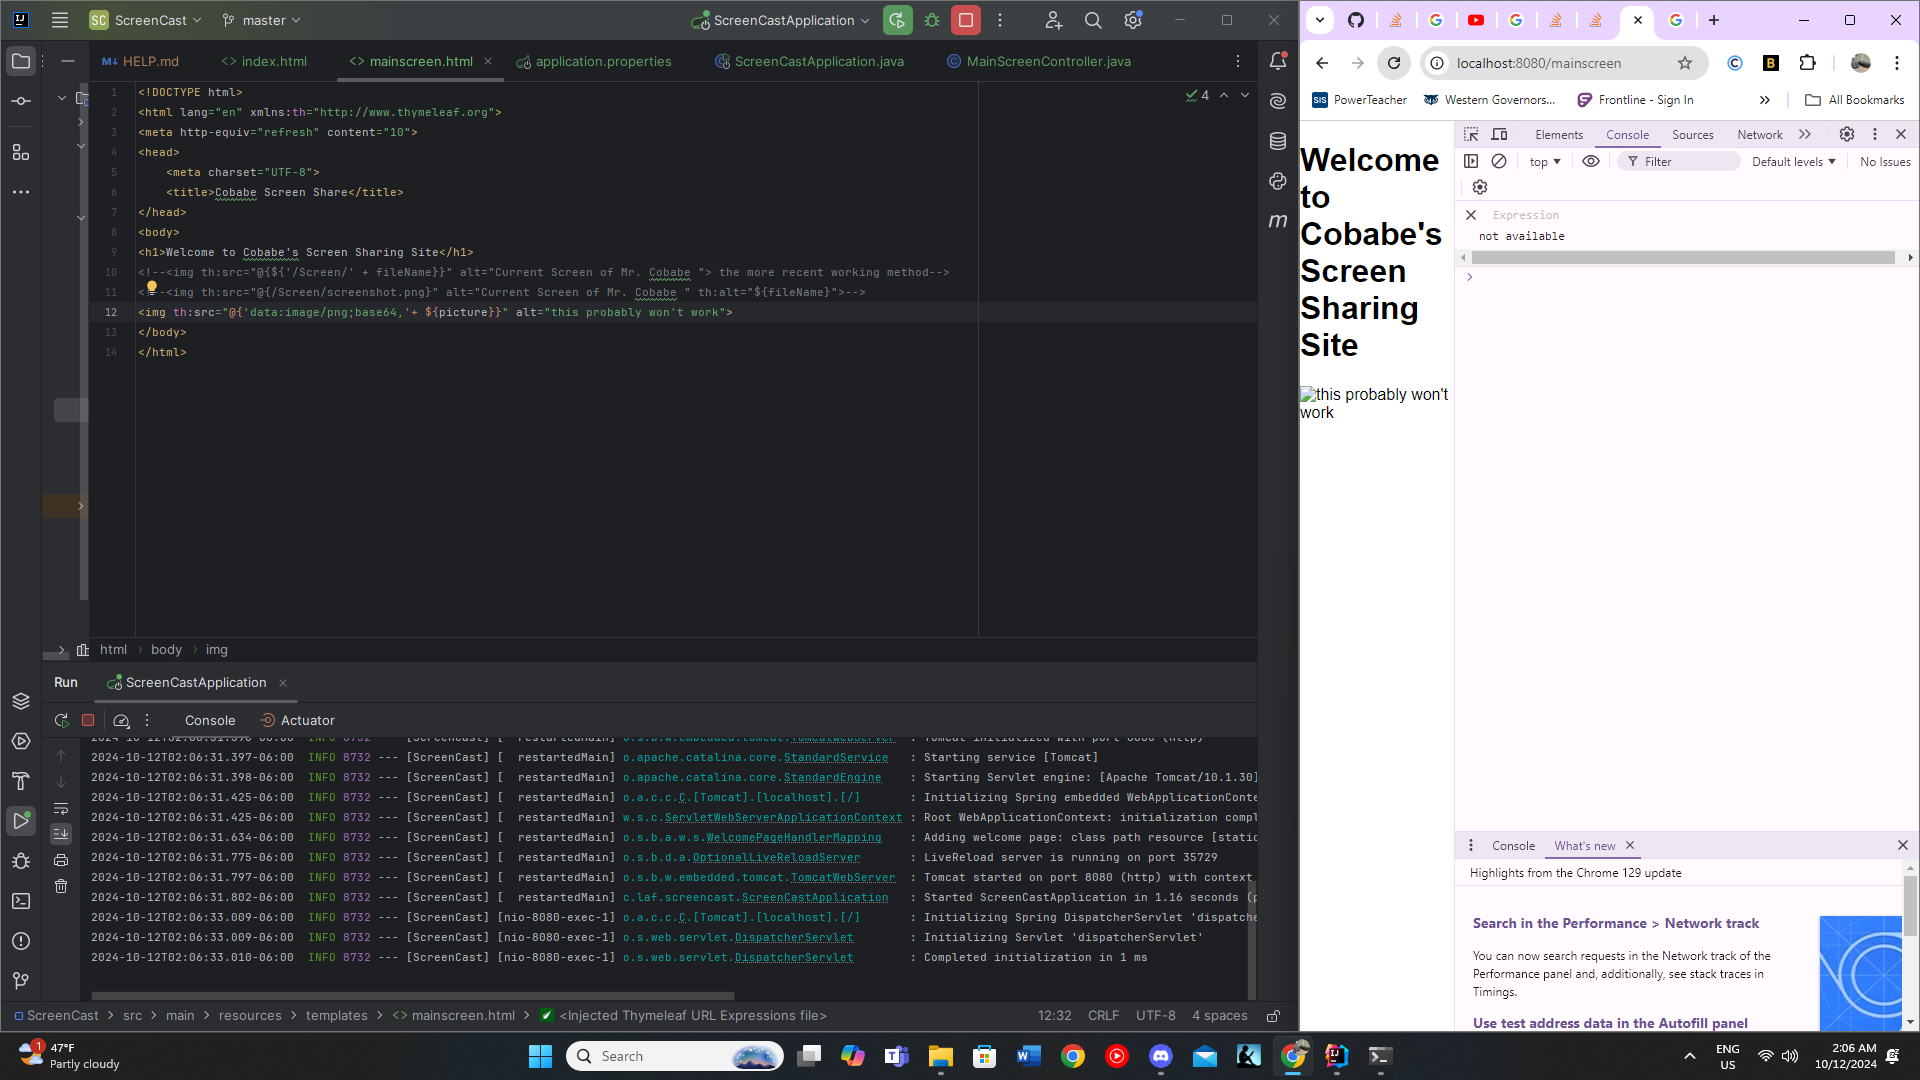 SC ScreenCast master ScreenCastApplication
HELP.md index.html mainscreen.html application.properties ScreenCastApplication.java MainScreenController.java
1 <!DOCTYPE html>
2 <html lang="en" xmlns:th="http://www.thymeleaf.org">
3 <meta http-equiv="refresh" content="10">
4 <head>
5 <meta charset="UTF-8">
6 <title>Cobabe Screen Share</title>
7 </head>
8 <body>
9 <h1>Welcome to Cobabe's Screen Sharing Site</h1>
10 <!--<img th:src="@{${'/Screen/' + fileName}}" alt="Current Screen of Mr. Cobabe "> the more recent working method-->
11 <!--<img th:src="@{/Screen/screenshot.png}" alt="Current Screen of Mr. Cobabe " th:alt="${fileName}">-->
12 <img th:src="@{'data:image/png;base64,'+ ${picture}}" alt="this probably won't work">
13 </body>
14 </html>
4
html body img
Run ScreenCastApplication
Console Actuator
2024-10-12T02:06:31.397-06:00 INFO 8732 --- [ScreenCast] [ restartedMain] o.apache.catalina.core.StandardService : Starting service [Tomcat]
2024-10-12T02:06:31.398-06:00 INFO 8732 --- [ScreenCast] [ restartedMain] o.apache.catalina.core.StandardEngine : Starting Servlet engine: [Apache Tomcat/10.1.30]
2024-10-12T02:06:31.425-06:00 INFO 8732 --- [ScreenCast] [ restartedMain] o.a.c.c.C.[Tomcat].[localhost].[/] : Initializing Spring embedded WebApplicationConte
2024-10-12T02:06:31.425-06:00 INFO 8732 --- [ScreenCast] [ restartedMain] w.s.c.ServletWebServerApplicationContext : Root WebApplicationContext: initialization compl
2024-10-12T02:06:31.634-06:00 INFO 8732 --- [ScreenCast] [ restartedMain] o.s.b.a.w.s.WelcomePageHandlerMapping : Adding welcome page: class path resource [static
2024-10-12T02:06:31.775-06:00 INFO 8732 --- [ScreenCast] [ restartedMain] o.s.b.d.a.OptionalLiveReloadServer : LiveReload server is running on port 35729
2024-10-12T02:06:31.797-06:00 INFO 8732 --- [ScreenCast] [ restartedMain] o.s.b.w.embedded.tomcat.TomcatWebServer : Tomcat started on port 8080 (http) with context
2024-10-12T02:06:31.802-06:00 INFO 8732 --- [ScreenCast] [ restartedMain] c.laf.screencast.ScreenCastApplication : Started ScreenCastApplication in 1.16 seconds (p
2024-10-12T02:06:33.009-06:00 INFO 8732 --- [ScreenCast] [nio-8080-exec-1] o.a.c.c.C.[Tomcat].[localhost].[/] : Initializing Spring DispatcherServlet 'dispatche
2024-10-12T02:06:33.009-06:00 INFO 8732 --- [ScreenCast] [nio-8080-exec-1] o.s.web.servlet.DispatcherServlet : Initializing Servlet 'dispatcherServlet'
2024-10-12T02:06:33.010-06:00 INFO 8732 --- [ScreenCast] [nio-8080-exec-1] o.s.web.servlet.DispatcherServlet : Completed initialization in 1 ms
ScreenCast src main resources templates mainscreen.html <Injected Thymeleaf URL Expressions file> 12:32 CRLF UTF-8 4 spaces
localhost:8080/mainscreen
PowerTeacher Western Governors... Frontline - Sign In All Bookmarks
Welcome
to
Cobabe's
Screen
Sharing
Site
this probably won't
work
Elements Console Sources Network
top Filter Default levels No Issues
Expression
not available
Console What's new
Highlights from the Chrome 129 update
Search in the Performance > Network track
You can now search requests in the Network track of the
Performance panel and, additionally, see stack traces in
Timings.
Use test address data in the Autofill panel
1 47°F
Partly cloudy
Search
ENG
US
2:06 AM
10/12/2024